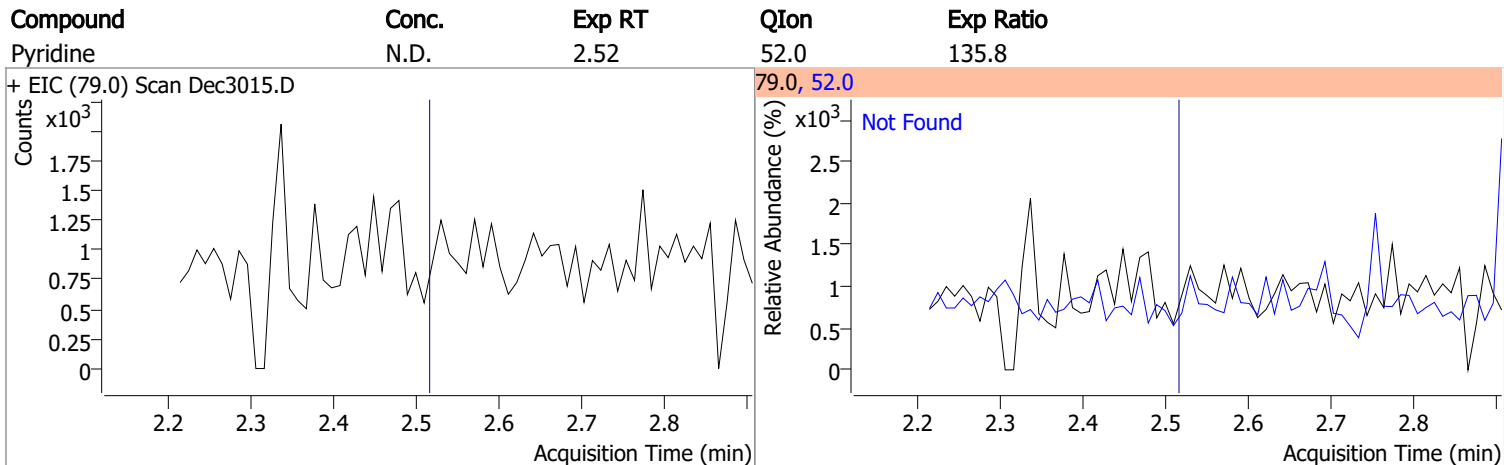 Compound Conc. Exp RT QIon Exp Ratio
Pyridine N.D. 2.52 52.0 135.8
+ EIC (79.0) Scan Dec3015.D
Counts
x10³
1.75
1.5
1.25
1
0.75
0.5
0.25
0
2.2 2.3 2.4 2.5 2.6 2.7 2.8
Acquisition Time (min)
79.0, 52.0
Relative Abundance (%)
x10³
Not Found
2.5
2
1.5
1
0.5
0
2.2 2.3 2.4 2.5 2.6 2.7 2.8
Acquisition Time (min)